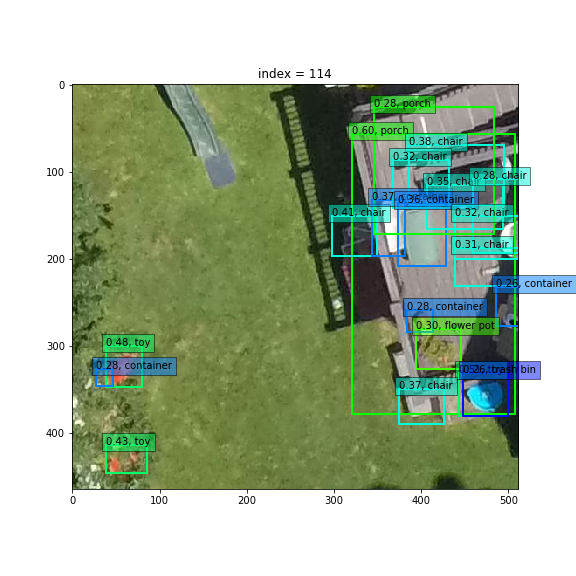 index = 114
0
0.28, porch
0.60, porch
0.38, chair
0.32, chair
100
0.28, chair
0.35, chair
0.37,
0.36, container
0.41, chair
0.32, chair
0.31, chair
200
0.26, container
0.28, container
0.30, flower pot
300
0.48, toy
0.28, container
0.26, trash bin
0.37, chair
400
0.43, toy
0 100 200 300 400 500